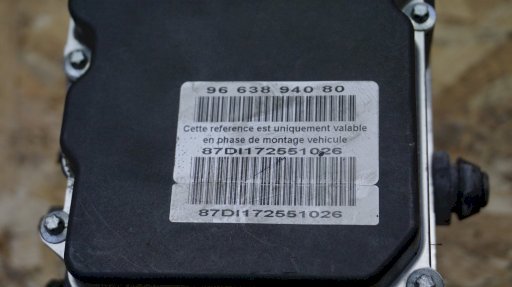 96 638 940 80
Cette reference est uniquement valable
en phase de montage vehicule
87DI172551026
87DI172551026